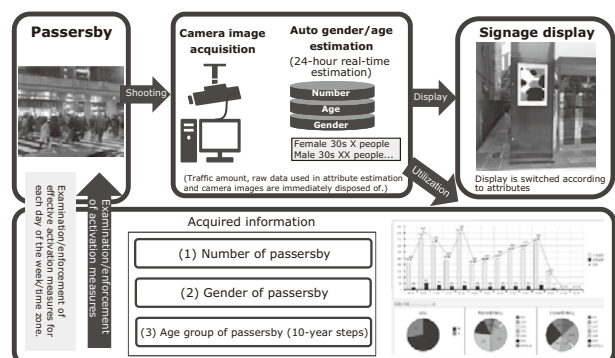 Passersby
Shooting
Camera image
acquisition
Auto gender/age
estimation
(24-hour real-time
estimation)
Number
Age
Gender
Female 30s X people
Male 30s XX people...
(Traffic amount, raw data used in attribute estimation
and camera images are immediately disposed of.)
Display
Utilization
Signage display
Display is switched according
to attributes
Examination/enforcement of
effective activation measures for
each day of the week/time zone.
Examination/enforcement
of activation measures
Acquired information
(1) Number of passersby
(2) Gender of passersby
(3) Age group of passersby (10-year steps)